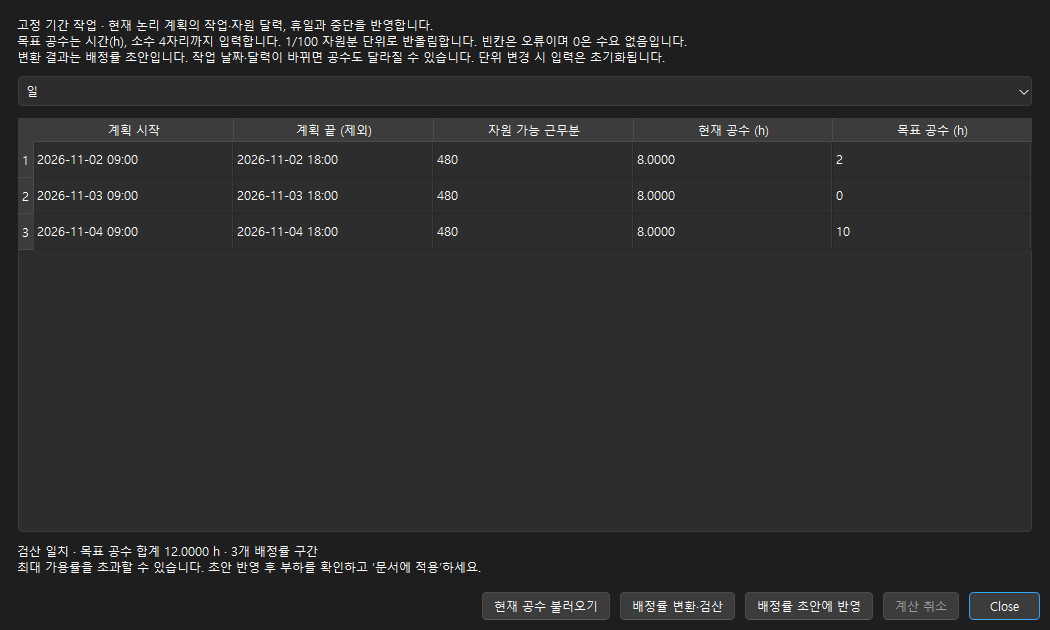 고정 기간 작업 · 현재 논리 계획의 작업·자원 달력, 휴일과 중단을 반영합니다.
목표 공수는 시간(h), 소수 4자리까지 입력합니다. 1/100 자원분 단위로 반올림합니다. 빈칸은 오류이며 0은 수요 없음입니다.
변환 결과는 배정률 초안입니다. 작업 날짜·달력이 바뀌면 공수도 달라질 수 있습니다. 단위 변경 시 입력은 초기화됩니다.
일
계획 시작 계획 끝 (제외) 자원 가능 근무분 현재 공수 (h) 목표 공수 (h)
1 2026-11-02 09:00 2026-11-02 18:00 480 8.0000 2
2 2026-11-03 09:00 2026-11-03 18:00 480 8.0000 0
3 2026-11-04 09:00 2026-11-04 18:00 480 8.0000 10
검산 일치 · 목표 공수 합계 12.0000 h · 3개 배정률 구간
최대 가용률을 초과할 수 있습니다. 초안 반영 후 부하를 확인하고 '문서에 적용'하세요.
현재 공수 불러오기 배정률 변환·검산 배정률 초안에 반영 계산 취소 Close